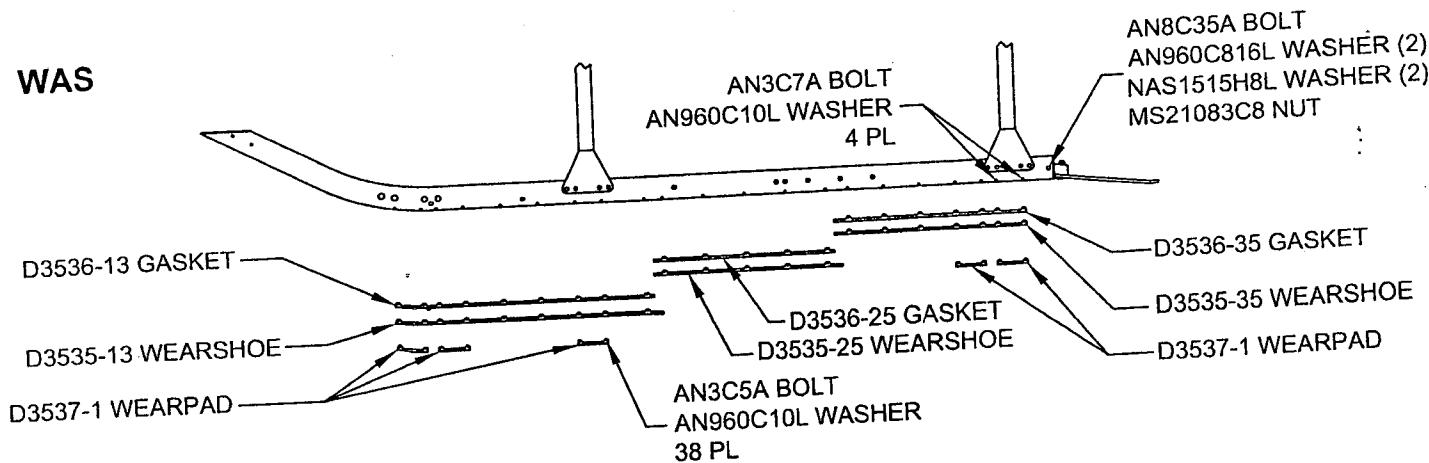 WAS
AN8C35A BOLT
AN960C816L WASHER (2)
NAS1515H8L WASHER (2)
MS21083C8 NUT
AN3C7A BOLT
AN960C10L WASHER
4 PL
D3536-13 GASKET
D3535-13 WEARSHOE
D3537-1 WEARPAD
D3536-25 GASKET
D3535-25 WEARSHOE
AN3C5A BOLT
AN960C10L WASHER
38 PL
D3536-35 GASKET
D3535-35 WEARSHOE
D3537-1 WEARPAD